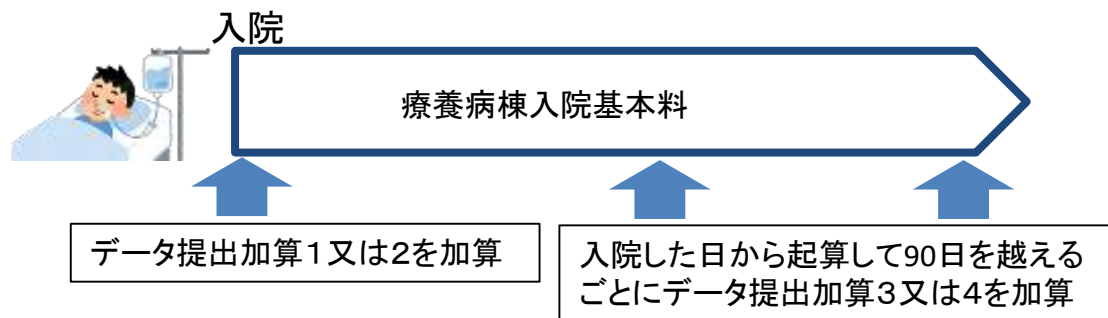 入院
療養病棟入院基本料
データ提出加算１又は２を加算
入院した日から起算して90日を越える
ごとにデータ提出加算３又は４を加算